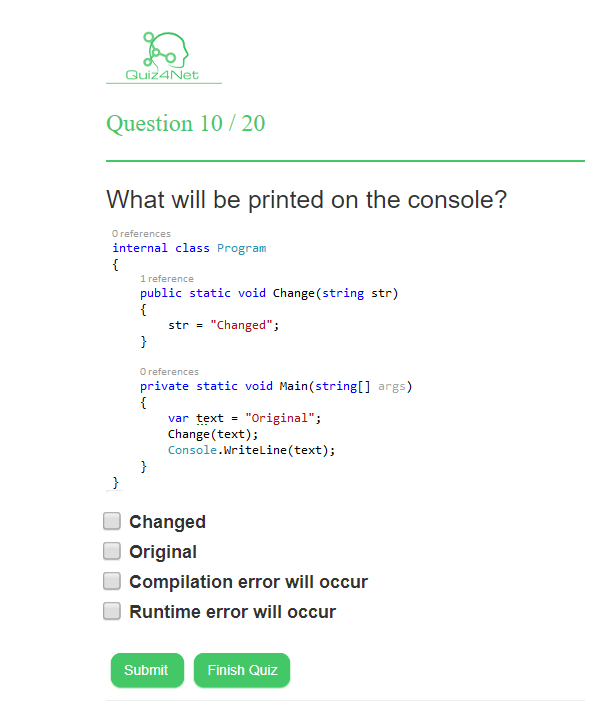 Quiz4Net
Question 10 / 20
What will be printed on the console?
0 references
internal class Program
{
1 reference
public static void Change(string str)
{
str = "Changed";
}
0 references
private static void Main(string[] args)
{
var text = "Original";
Change(text);
Console.WriteLine(text);
}
}
Changed
Original
Compilation error will occur
Runtime error will occur
Submit Finish Quiz